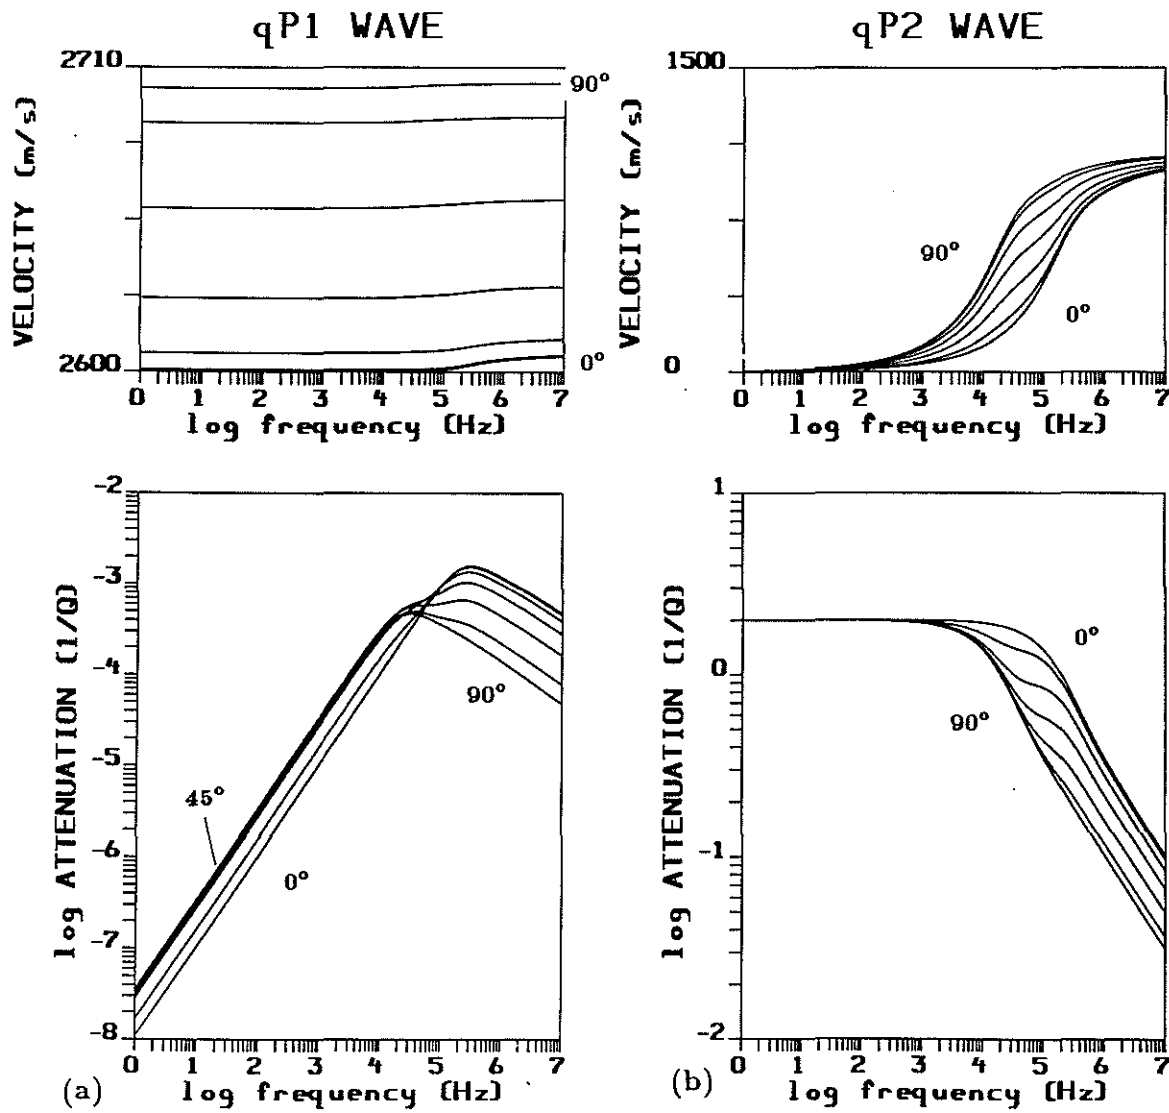 qP1 WAVE
2710
90°
VELOCITY (m/s)
2600
0°
0 1 2 3 4 5 6 7
log frequency (Hz)
qP2 WAVE
1500
VELOCITY (m/s)
90°
0°
0
0 1 2 3 4 5 6 7
log frequency (Hz)
-2
-3
-4
-5
-6
-7
-8
log ATTENUATION (1/Q)
90°
45°
0°
0 1 2 3 4 5 6 7
log frequency (Hz)
(a)
1
0
-1
-2
log ATTENUATION (1/Q)
0°
90°
0 1 2 3 4 5 6 7
log frequency (Hz)
(b)